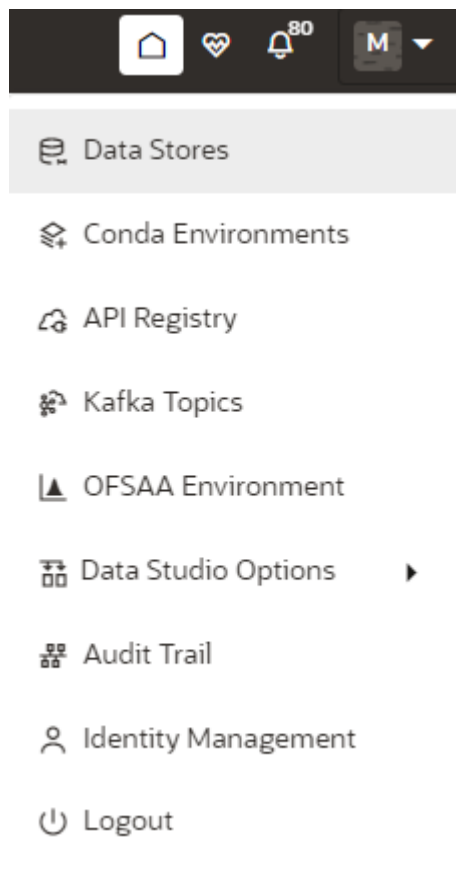 80
M
Data Stores
Conda Environments
API Registry
Kafka Topics
OFSAA Environment
Data Studio Options
Audit Trail
Identity Management
Logout